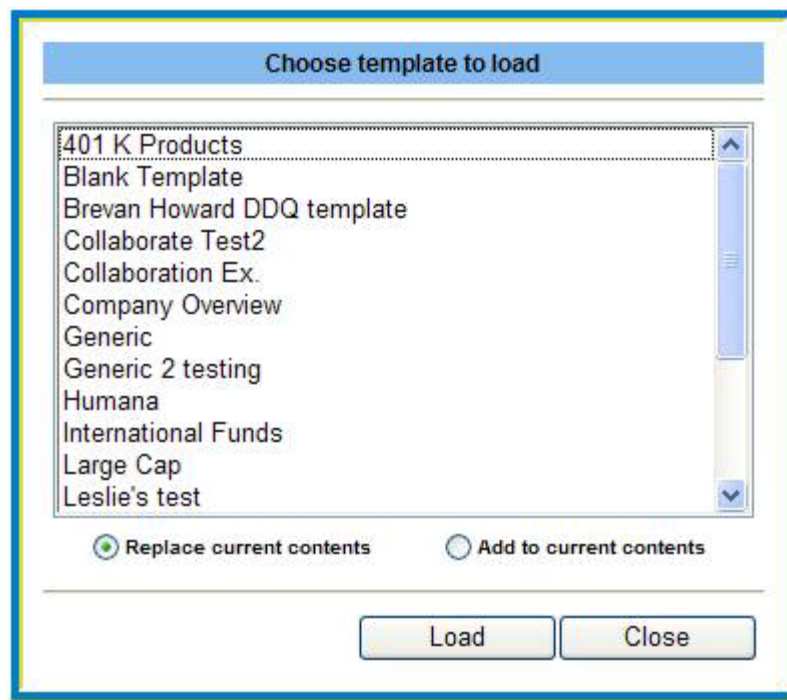 Choose template to load
401 K Products
Blank Template
Brevan Howard DDQ template
Collaborate Test2
Collaboration Ex.
Company Overview
Generic
Generic 2 testing
Humana
International Funds
Large Cap
Leslie's test
Replace current contents Add to current contents
Load Close